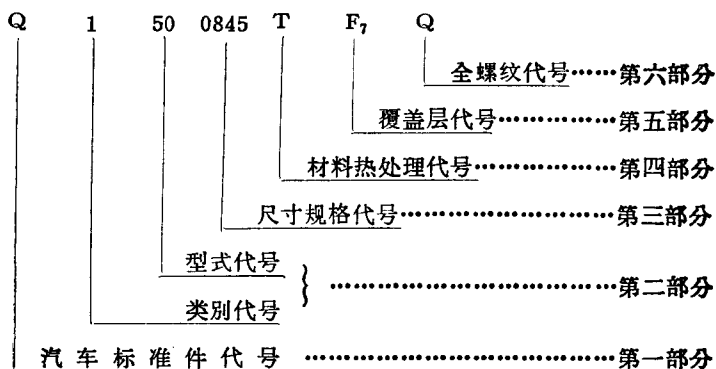 Q 1 50 0845 T F₇ Q
全螺纹代号······第六部分
覆盖层代号···············第五部分
材料热处理代号··················第四部分
尺寸规格代号···························第三部分
型式代号
}···································第二部分
类别代号
汽车标准件代号 ·······································第一部分